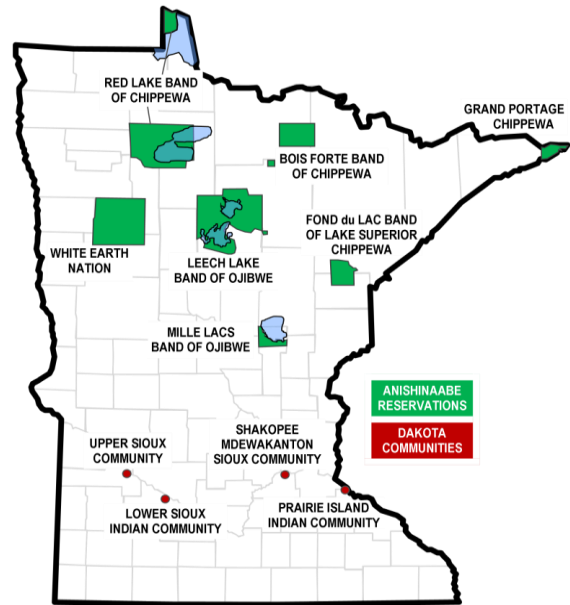 RED LAKE BAND
OF CHIPPEWA
GRAND PORTAGE
CHIPPEWA
BOIS FORTE BAND
OF CHIPPEWA
FOND du LAC BAND
OF LAKE SUPERIOR
CHIPPEWA
WHITE EARTH
NATION
LEECH LAKE
BAND OF OJIBWE
MILLE LACS
BAND OF OJIBWE
ANISHINAABE
RESERVATIONS
DAKOTA
COMMUNITIES
UPPER SIOUX
COMMUNITY
SHAKOPEE
MDEWAKANTON
SIOUX COMMUNITY
LOWER SIOUX
INDIAN COMMUNITY
PRAIRIE ISLAND
INDIAN COMMUNITY